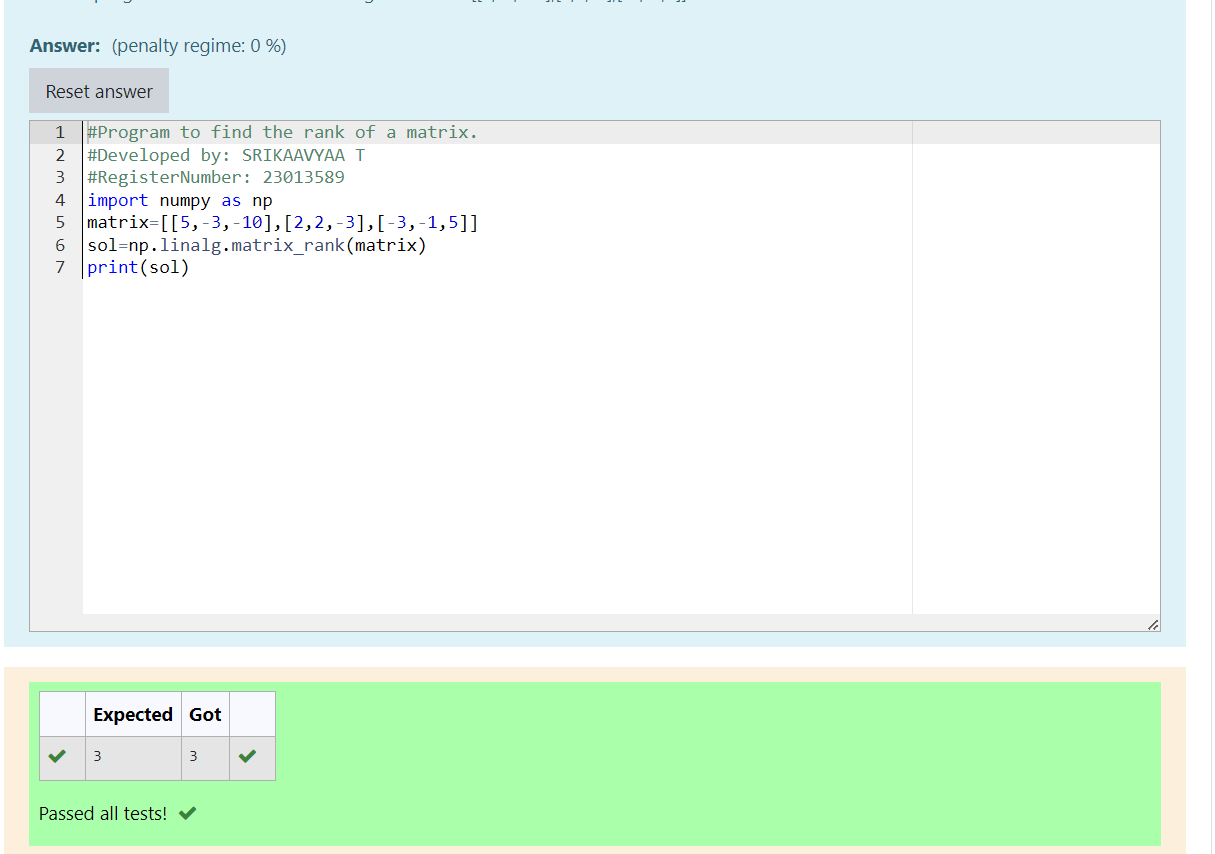 Answer: (penalty regime: 0 %)
Reset answer
1 #Program to find the rank of a matrix.
2 #Developed by: SRIKAAVYAA T
3 #RegisterNumber: 23013589
4 import numpy as np
5 matrix=[[5,-3,-10],[2,2,-3],[-3,-1,5]]
6 sol=np.linalg.matrix_rank(matrix)
7 print(sol)
Expected Got
3 3
Passed all tests!